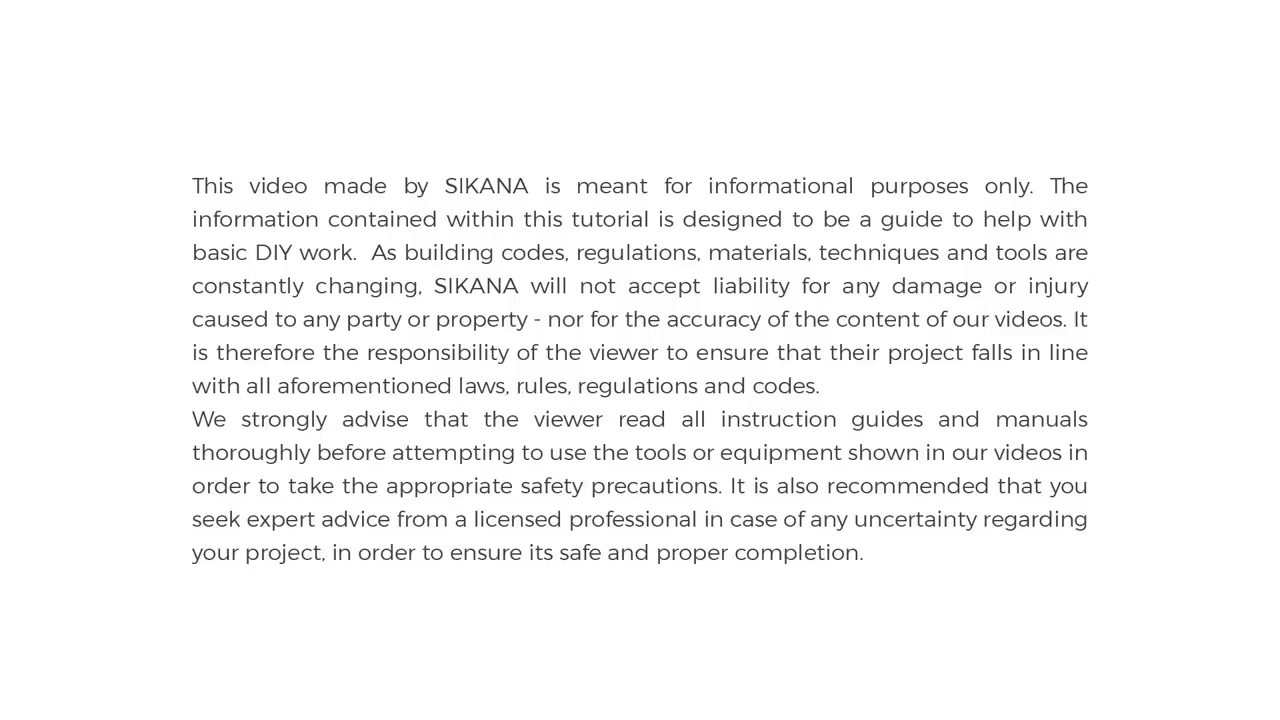 This video made by SIKANA is meant for informational purposes only. The
information contained within this tutorial is designed to be a guide to help with
basic DIY work.  As building codes, regulations, materials, techniques and tools are
constantly changing, SIKANA will not accept liability for any damage or injury
caused to any party or property - nor for the accuracy of the content of our videos. It
is therefore the responsibility of the viewer to ensure that their project falls in line
with all aforementioned laws, rules, regulations and codes.
We strongly advise that the viewer read all instruction guides and manuals
thoroughly before attempting to use the tools or equipment shown in our videos in
order to take the appropriate safety precautions. It is also recommended that you
seek expert advice from a licensed professional in case of any uncertainty regarding
your project, in order to ensure its safe and proper completion.